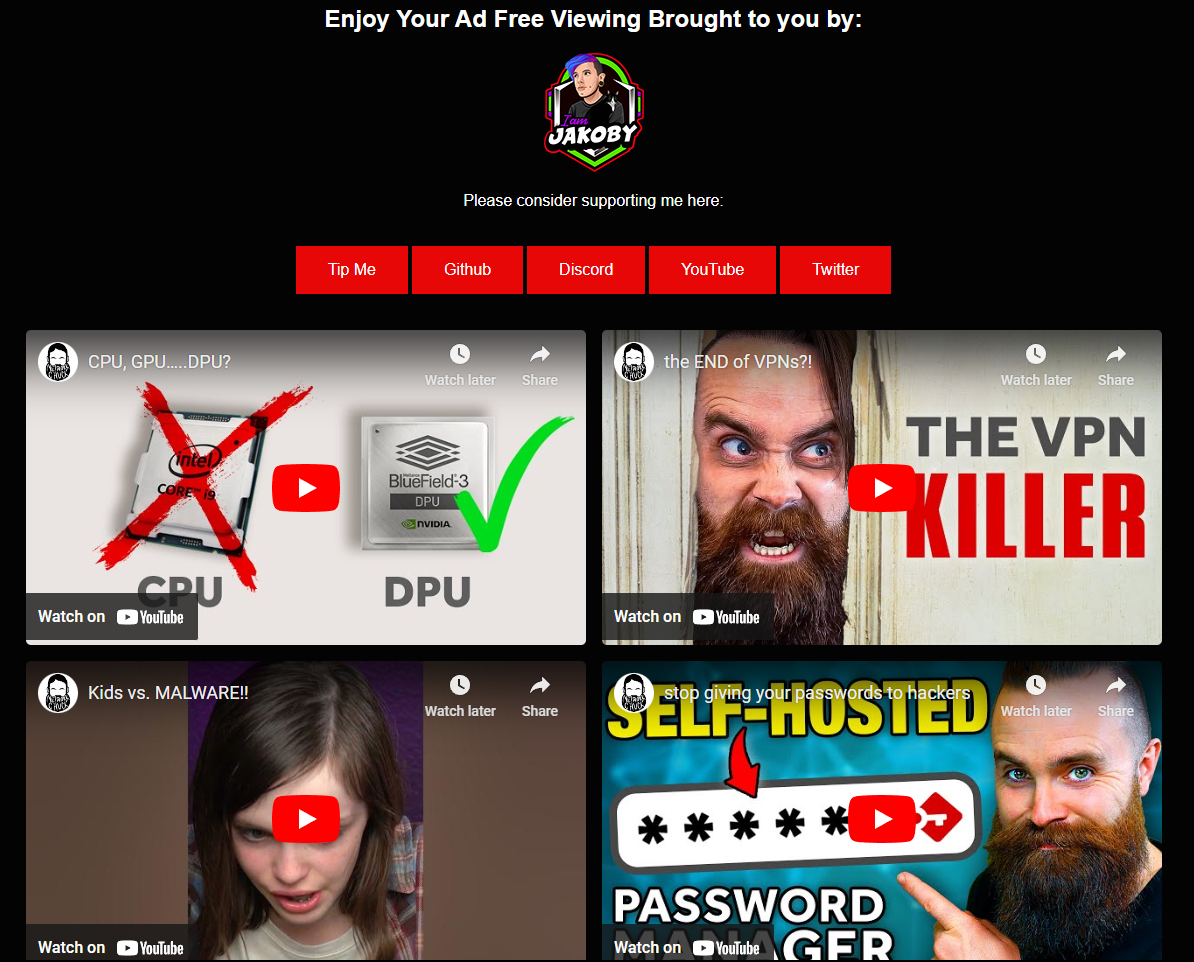 Enjoy Your Ad Free Viewing Brought to you by:
I am
JAKOBY
Please consider supporting me here:
Tip Me Github Discord YouTube Twitter
CPU, GPU.....DPU?
Watch later Share
intel
CORE i9
BlueField-3
DPU
NVIDIA
CPU DPU
Watch on YouTube
the END of VPNs?!
Watch later Share
THE VPN
KILLER
Watch on YouTube
Kids vs. MALWARE!!
Watch later Share
Watch on YouTube
stop giving your passwords to hackers
Watch later Share
SELF-HOSTED
*****
PASSWORD
MANAGER
Watch on YouTube